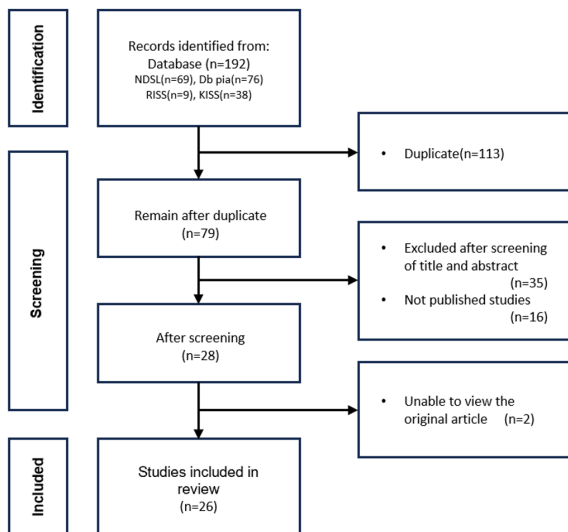 Identification
Records identified from:
Database (n=192)
NDSL(n=69), Db pia(n=76)
RISS(n=9), KISS(n=38)
• Duplicate(n=113)
Screening
Remain after duplicate
(n=79)
• Excluded after screening
of title and abstract
(n=35)
• Not published studies
(n=16)
After screening
(n=28)
• Unable to view the
original article (n=2)
Included
Studies included in
review
(n=26)